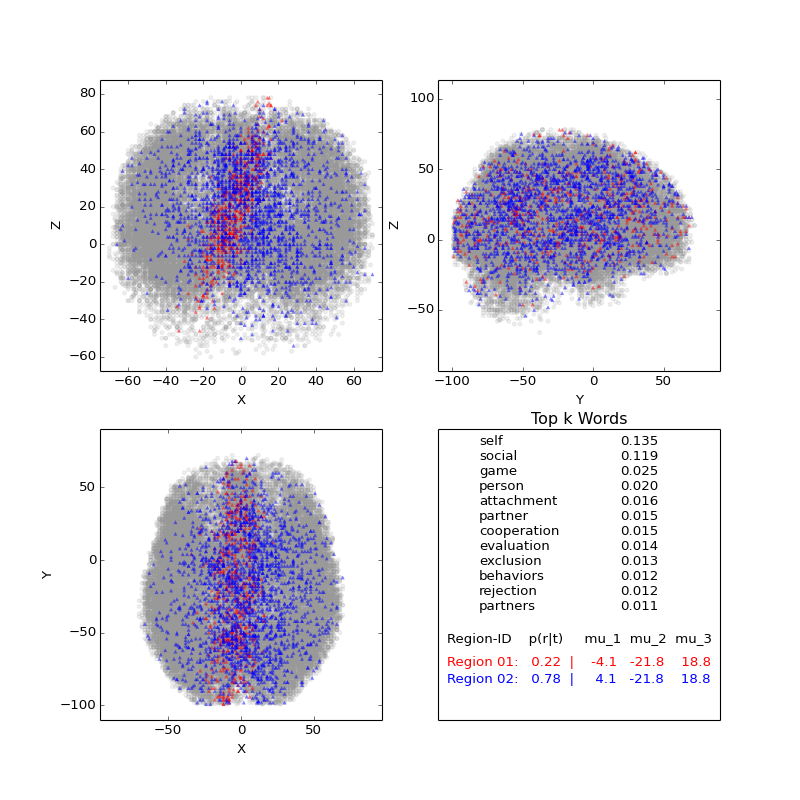 80
60
40
20
0
−20
−40
−60
Z
−60 −40 −20 0 20 40 60
X
100
50
0
−50
Z
−100 −50 0 50
Y
50
0
−50
−100
Y
−50 0 50
X
Top k Words
self 0.135
social 0.119
game 0.025
person 0.020
attachment 0.016
partner 0.015
cooperation 0.015
evaluation 0.014
exclusion 0.013
behaviors 0.012
rejection 0.012
partners 0.011
Region-ID p(r|t) mu_1 mu_2 mu_3
Region 01: 0.22 | -4.1 -21.8 18.8
Region 02: 0.78 | 4.1 -21.8 18.8